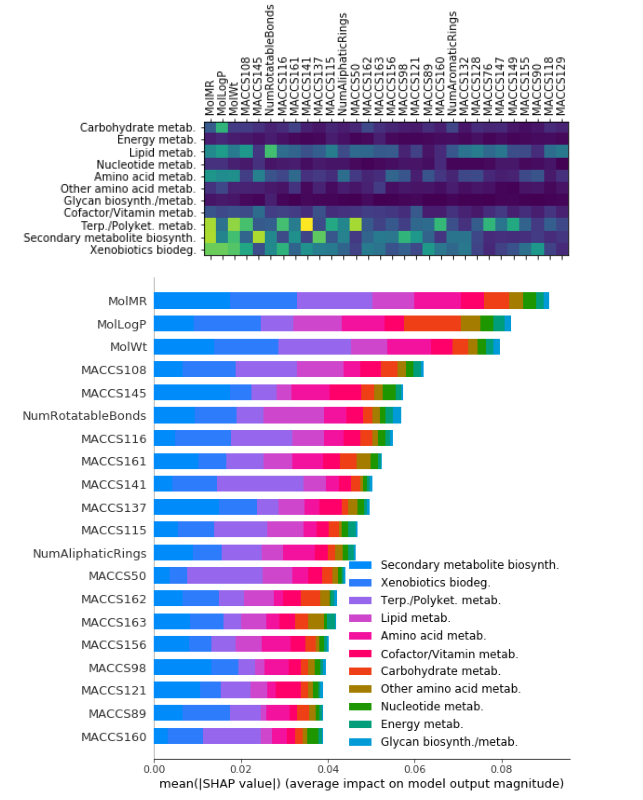 MolMR
MolLogP
MolWt
MACCS108
MACCS145
NumRotatableBonds
MACCS116
MACCS161
MACCS141
MACCS137
MACCS115
NumAliphaticRings
MACCS50
MACCS162
MACCS163
MACCS156
MACCS98
MACCS121
MACCS89
MACCS160
NumAromaticRings
MACCS132
MACCS128
MACCS76
MACCS147
MACCS149
MACCS155
MACCS90
MACCS118
MACCS129
Carbohydrate metab.
Energy metab.
Lipid metab.
Nucleotide metab.
Amino acid metab.
Other amino acid metab.
Glycan biosynth./metab.
Cofactor/Vitamin metab.
Terp./Polyket. metab.
Secondary metabolite biosynth.
Xenobiotics biodeg.
MolMR
MolLogP
MolWt
MACCS108
MACCS145
NumRotatableBonds
MACCS116
MACCS161
MACCS141
MACCS137
MACCS115
NumAliphaticRings
MACCS50
MACCS162
MACCS163
MACCS156
MACCS98
MACCS121
MACCS89
MACCS160
Secondary metabolite biosynth.
Xenobiotics biodeg.
Terp./Polyket. metab.
Lipid metab.
Amino acid metab.
Cofactor/Vitamin metab.
Carbohydrate metab.
Other amino acid metab.
Nucleotide metab.
Energy metab.
Glycan biosynth./metab.
0.00 0.02 0.04 0.06 0.08
mean(|SHAP value|) (average impact on model output magnitude)